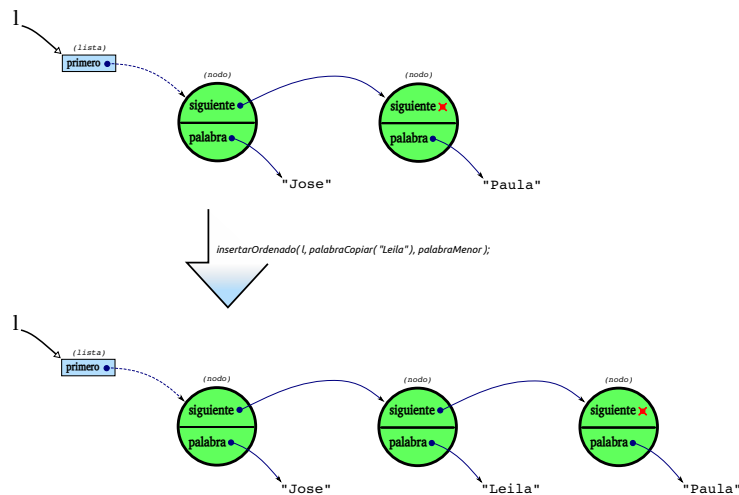 l
(lista)
primero
(nodo)
(nodo)
siguiente
siguiente
palabra
palabra
"Jose"
"Paula"
insertarOrdenado( l, palabraCopiar( "Leila" ), palabraMenor );
l
(lista)
primero
(nodo)
(nodo)
(nodo)
siguiente
siguiente
siguiente
palabra
palabra
palabra
"Jose"
"Leila"
"Paula"